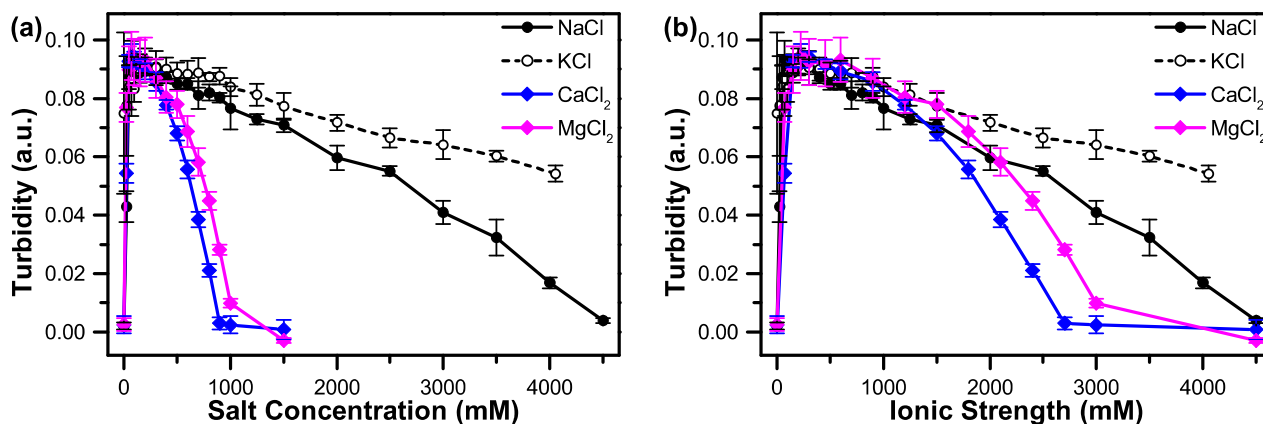 (a)
NaCl
KCl
CaCl2
MgCl2
0.10
0.08
0.06
0.04
0.02
0.00
Turbidity (a.u.)
0 1000 2000 3000 4000
Salt Concentration (mM)
(b)
NaCl
KCl
CaCl2
MgCl2
0.10
0.08
0.06
0.04
0.02
0.00
Turbidity (a.u.)
0 1000 2000 3000 4000
Ionic Strength (mM)